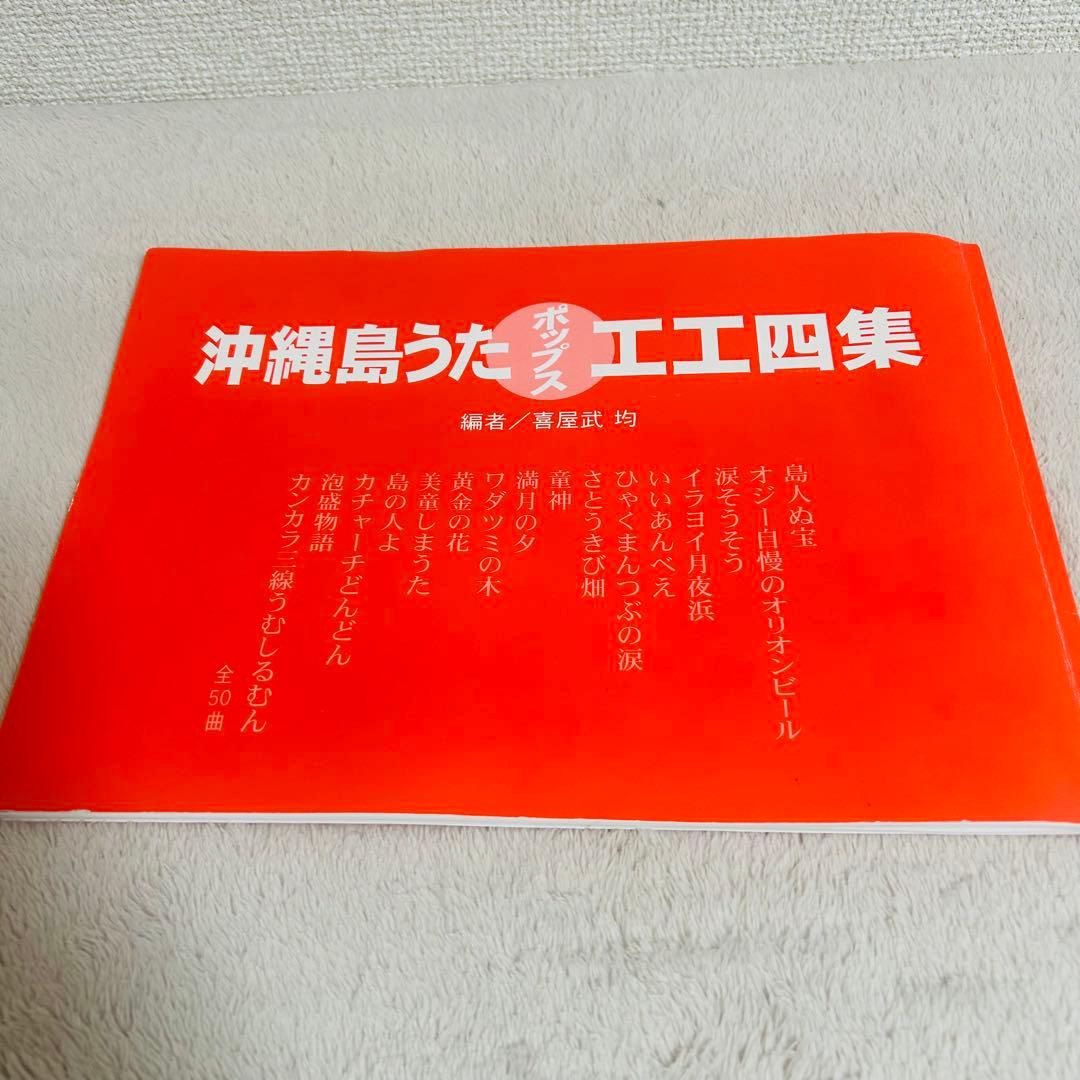 沖縄島うたポップス工工四集
編者／喜屋武 均
島人ぬ宝
オジー自慢のオリオンビール
涙そうそう
イラヨイ月夜浜
いいあんべえ
ひゃくまんつぶの涙
さとうきび畑
童神
満月の夕
ワダツミの木
黄金の花
美童しまうた
島の人よ
カチャーチどんどん
泡盛物語
カンカラ三線うむしるむん
全50曲